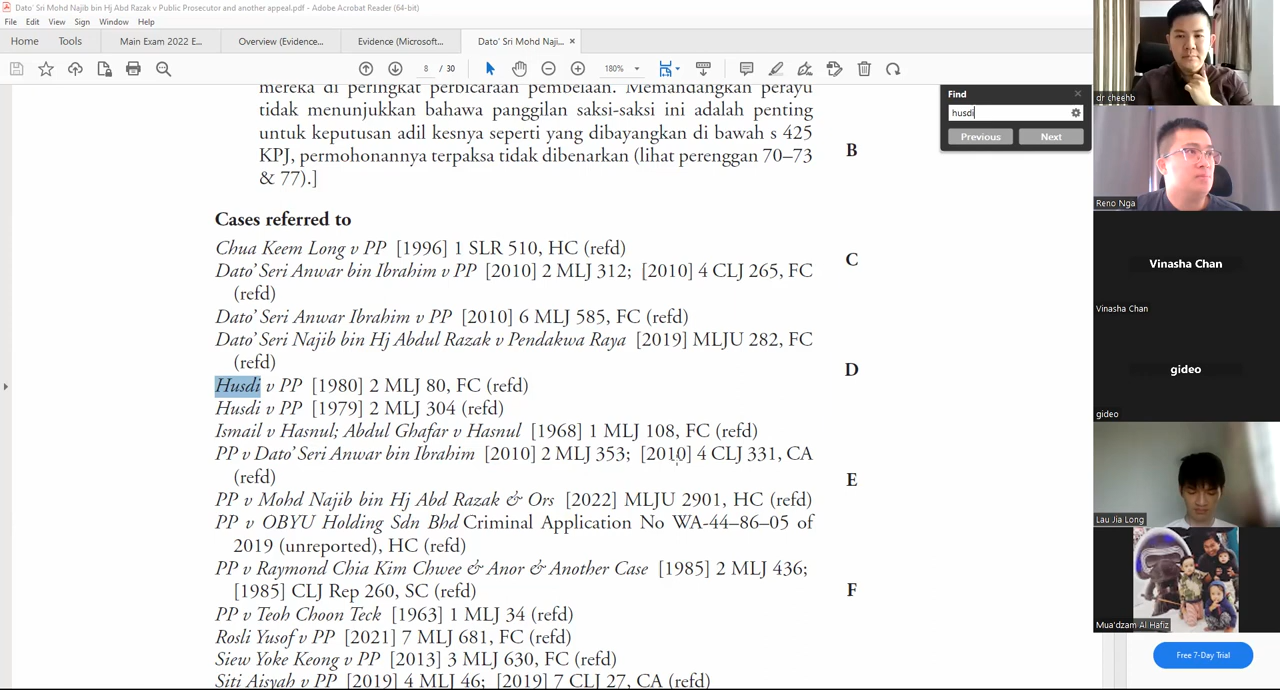 Dato' Sri Mohd Najib bin Hj Abd Razak v Public Prosecutor and another appeal.pdf - Adobe Acrobat Reader (64-bit)
File Edit View Sign Window Help
Home Tools Main Exam 2022 E... Overview (Evidence... Evidence (Microsoft... Dato' Sri Mohd Naji... ×
8 / 30 180%
mereka di peringkat perbicaraan pembelaan. Memandangkan perayu
tidak menunjukkan bahawa panggilan saksi-saksi ini adalah penting
untuk keputusan adil kesnya seperti yang dibayangkan di bawah s 425
KPJ, permohonannya terpaksa tidak dibenarkan (lihat perenggan 70–73
& 77).]
B
Cases referred to
Chua Keem Long v PP [1996] 1 SLR 510, HC (refd)
C
Dato' Seri Anwar bin Ibrahim v PP [2010] 2 MLJ 312; [2010] 4 CLJ 265, FC
(refd)
Dato' Seri Anwar Ibrahim v PP [2010] 6 MLJ 585, FC (refd)
Dato' Seri Najib bin Hj Abdul Razak v Pendakwa Raya [2019] MLJU 282, FC
(refd)
D
Husdi v PP [1980] 2 MLJ 80, FC (refd)
Husdi v PP [1979] 2 MLJ 304 (refd)
Ismail v Hasnul; Abdul Ghafar v Hasnul [1968] 1 MLJ 108, FC (refd)
PP v Dato' Seri Anwar bin Ibrahim [2010] 2 MLJ 353; [2010] 4 CLJ 331, CA
(refd)
E
PP v Mohd Najib bin Hj Abd Razak & Ors [2022] MLJU 2901, HC (refd)
PP v OBYU Holding Sdn Bhd Criminal Application No WA-44–86–05 of
2019 (unreported), HC (refd)
PP v Raymond Chia Kim Chwee & Anor & Another Case [1985] 2 MLJ 436;
[1985] CLJ Rep 260, SC (refd)
F
PP v Teoh Choon Teck [1963] 1 MLJ 34 (refd)
Rosli Yusof v PP [2021] 7 MLJ 681, FC (refd)
Siew Yoke Keong v PP [2013] 3 MLJ 630, FC (refd)
Siti Aisyah v PP [2019] 4 MLJ 46; [2019] 7 CLJ 27, CA (refd)
Find ×
husdi
Previous Next
dr cheehb
Reno Nga
Vinasha Chan
Vinasha Chan
gideo
gideo
Lau Jia Long
Mua'dzam Al Hafiz
Free 7-Day Trial